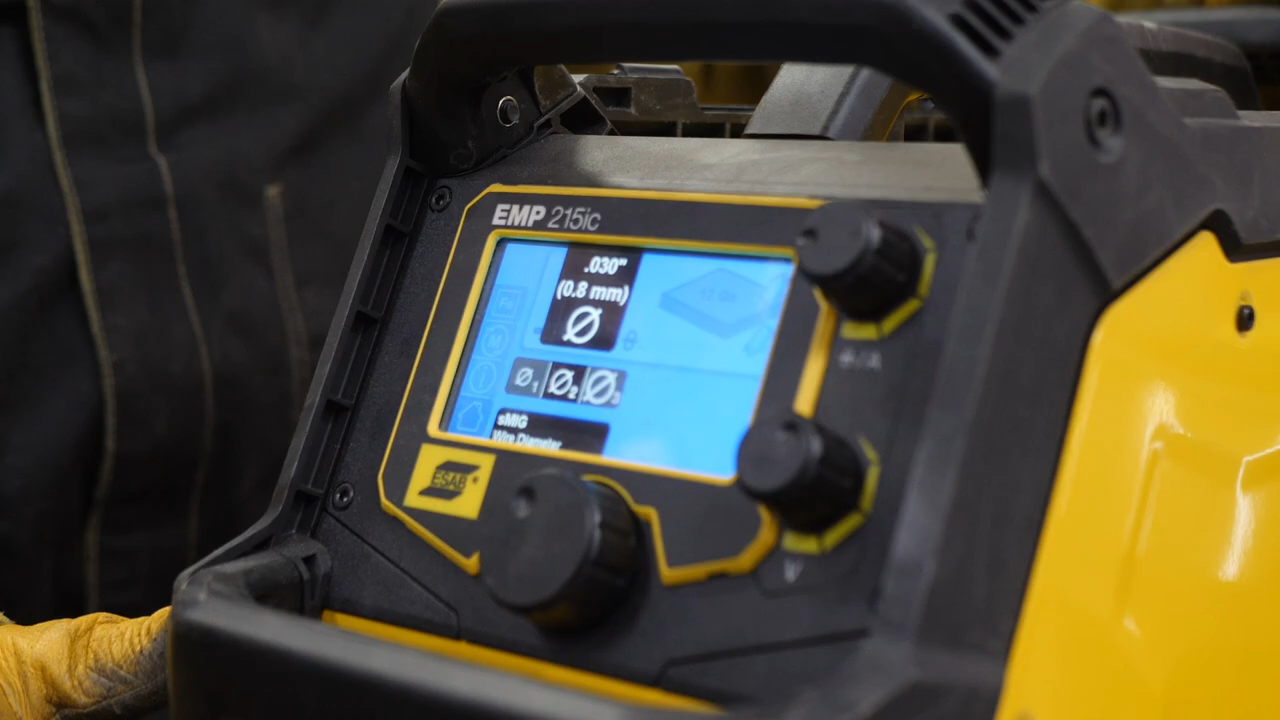 EMP 215ic
.030"
(0.8 mm)
Ø
Ø1 Ø2 Ø3
sMIG
Wire Diameter
ESAB
V